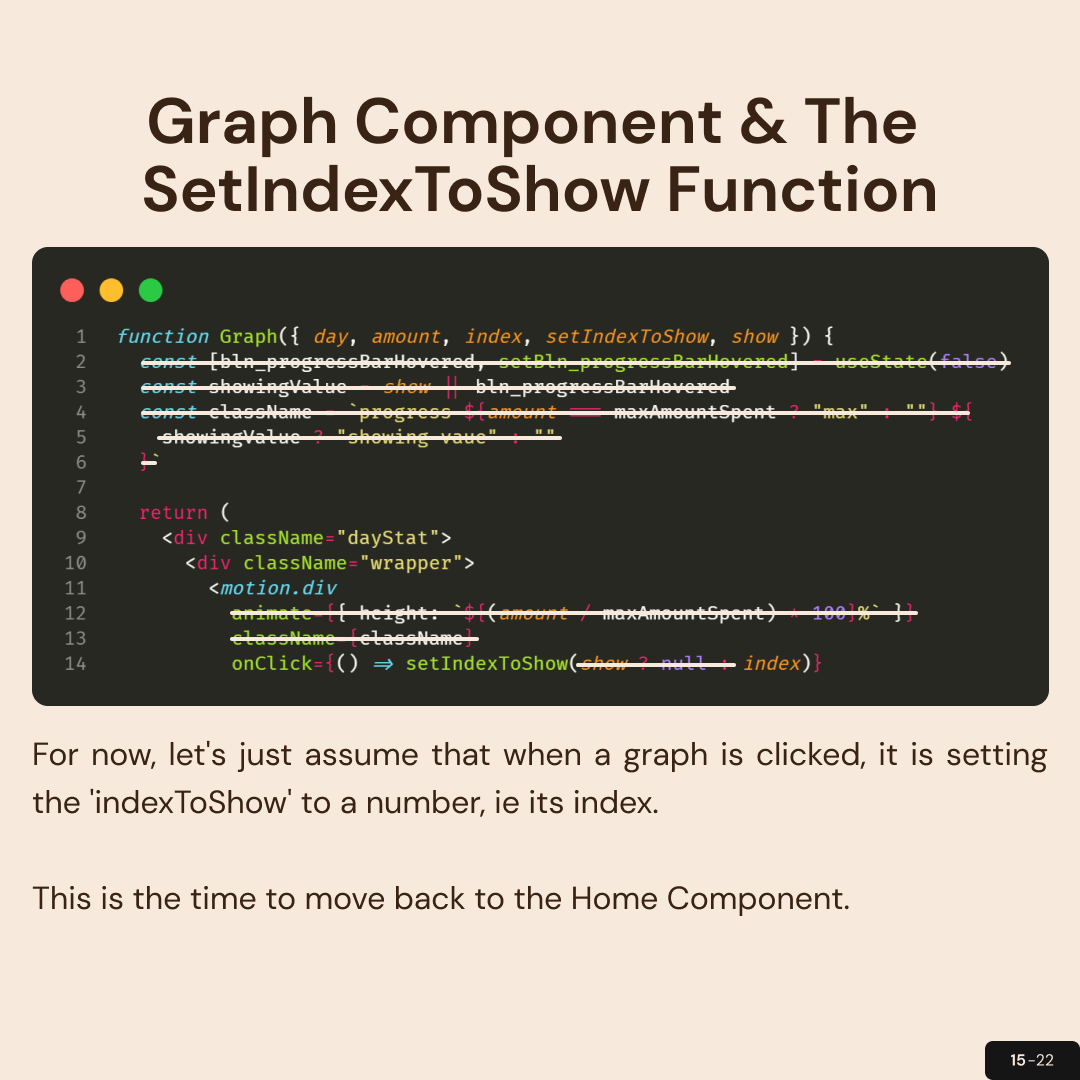 Graph Component & The
SetIndexToShow Function
1 function Graph({ day, amount, index, setIndexToShow, show }) {
2 const [bln_progressBarHovered, setBln_progressBarHovered] = useState(false)
3 const showingValue = show || bln_progressBarHovered
4 const className = `progress ${amount === maxAmountSpent ? "max" : ""} ${
5 showingValue ? "showing vaue" : ""
6 }`
7
8 return (
9 <div className="dayStat">
10 <div className="wrapper">
11 <motion.div
12 animate={{ height: `${(amount / maxAmountSpent) * 100}%` }}
13 className={className}
14 onClick={() => setIndexToShow(show ? null : index)}
For now, let's just assume that when a graph is clicked, it is setting
the 'indexToShow' to a number, ie its index.
This is the time to move back to the Home Component.
15-22